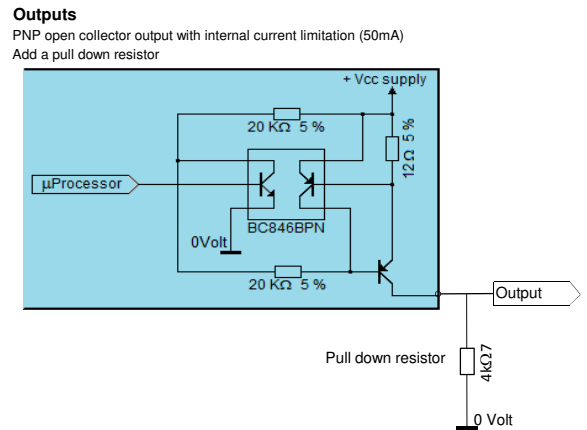 Outputs
PNP open collector output with internal current limitation (50mA)
Add a pull down resistor
+ Vcc supply
20 KΩ 5 %
12Ω 5 %
µProcessor
BC846BPN
0Volt
20 KΩ 5 %
Output
Pull down resistor
4kΩ7
0 Volt